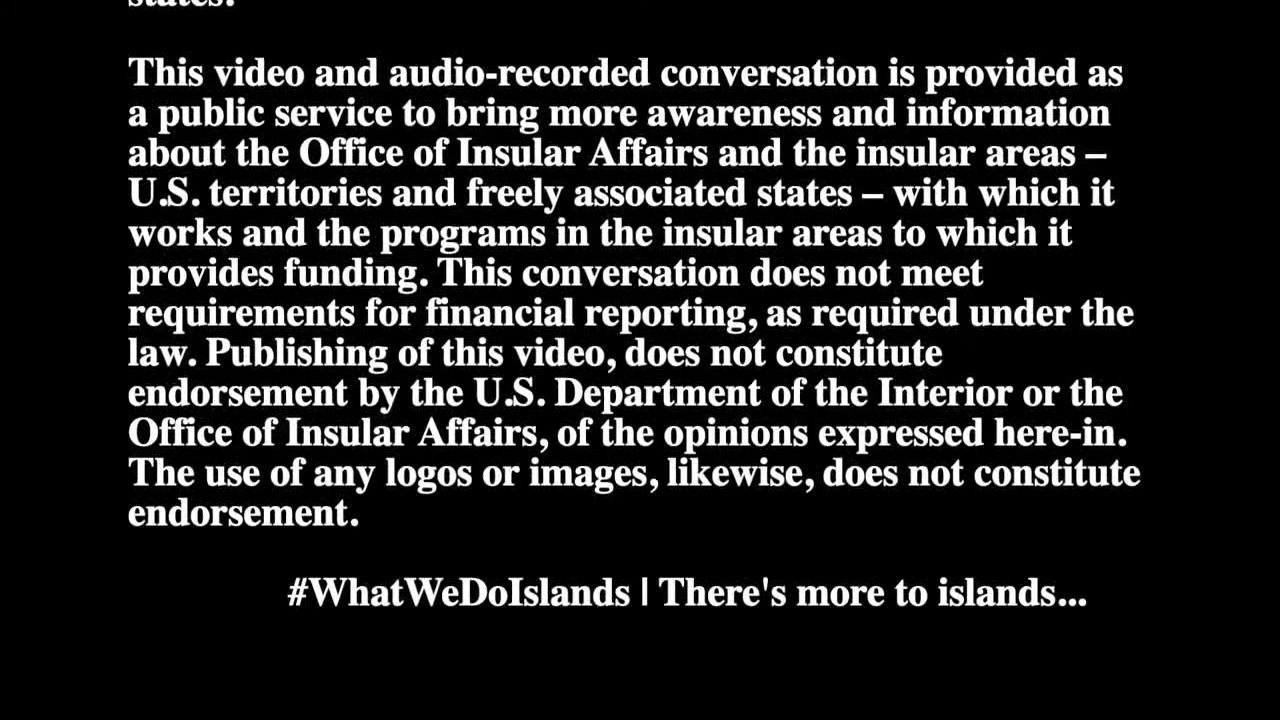 states.
This video and audio-recorded conversation is provided as
a public service to bring more awareness and information
about the Office of Insular Affairs and the insular areas –
U.S. territories and freely associated states – with which it
works and the programs in the insular areas to which it
provides funding. This conversation does not meet
requirements for financial reporting, as required under the
law. Publishing of this video, does not constitute
endorsement by the U.S. Department of the Interior or the
Office of Insular Affairs, of the opinions expressed here-in.
The use of any logos or images, likewise, does not constitute
endorsement.
#WhatWeDoIslands | There's more to islands...